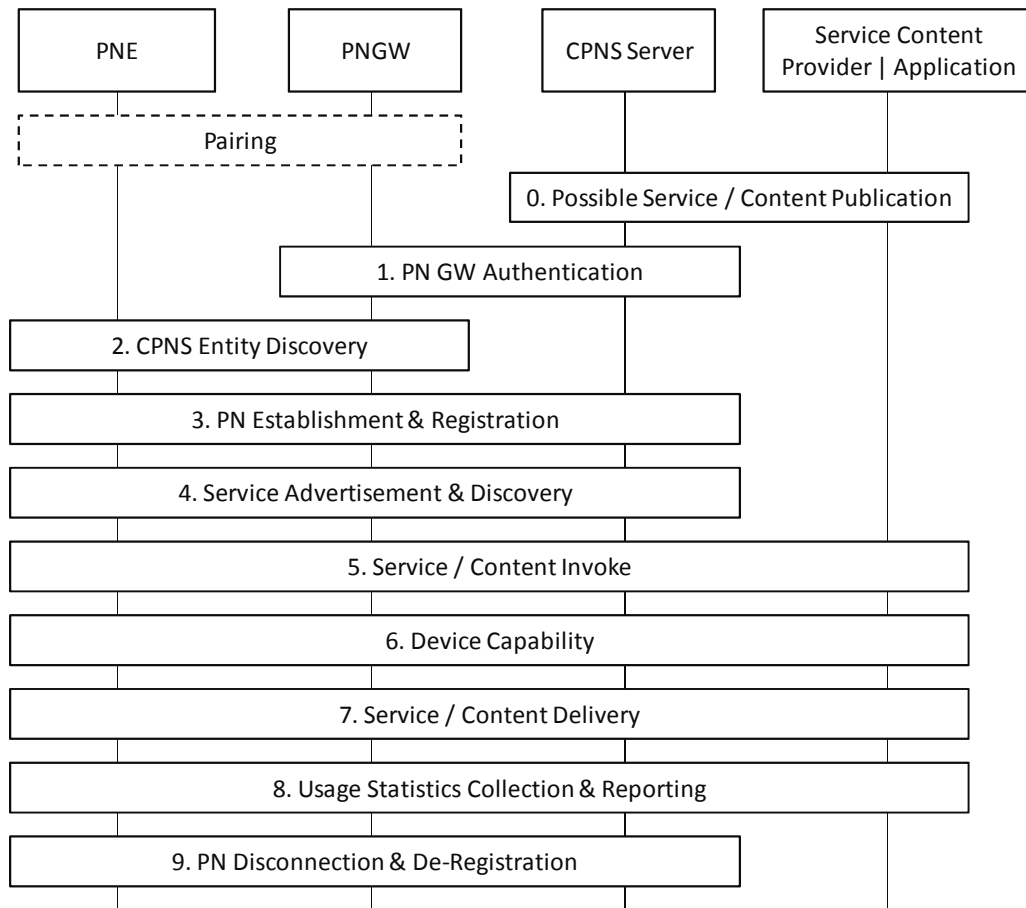 PNE
PNGW
CPNS Server
Service Content
Provider | Application
Pairing
0. Possible Service / Content Publication
1. PN GW Authentication
2. CPNS Entity Discovery
3. PN Establishment & Registration
4. Service Advertisement & Discovery
5. Service / Content Invoke
6. Device Capability
7. Service / Content Delivery
8. Usage Statistics Collection & Reporting
9. PN Disconnection & De-Registration